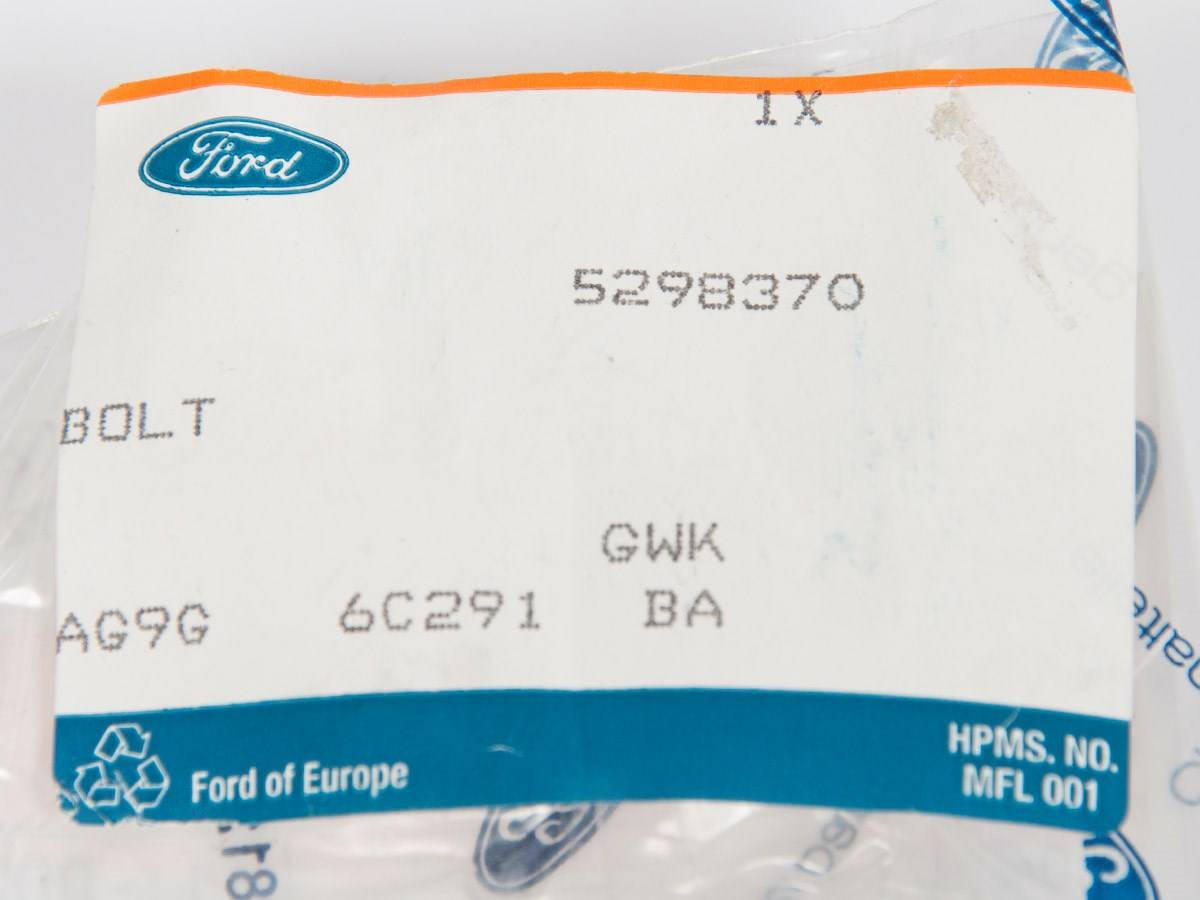 1X
Ford
5298370
BOLT
GWK
AG9G 6C291 BA
Ford of Europe
HPMS. NO.
MFL 001